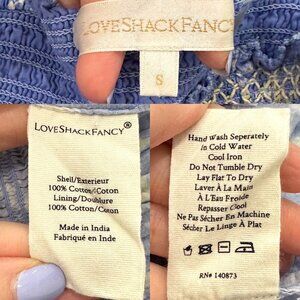 LOVESHACKFANCY
S
LOVESHACKFANCY®
Shell/Exterieur
100% Cotton/Coton
Lining/Doublure
100% Cotton/Coton
Made in India
Fabriqué en Inde
Hand Wash Seperately
in Cold Water
Cool Iron
Do Not Tumble Dry
Lay Flat To Dry
Laver À La Main
À L'Eau Froide
Repasser Cool
Ne Pas Sécher En Machine
Sécher Le Linge À Plat
RN# 140873